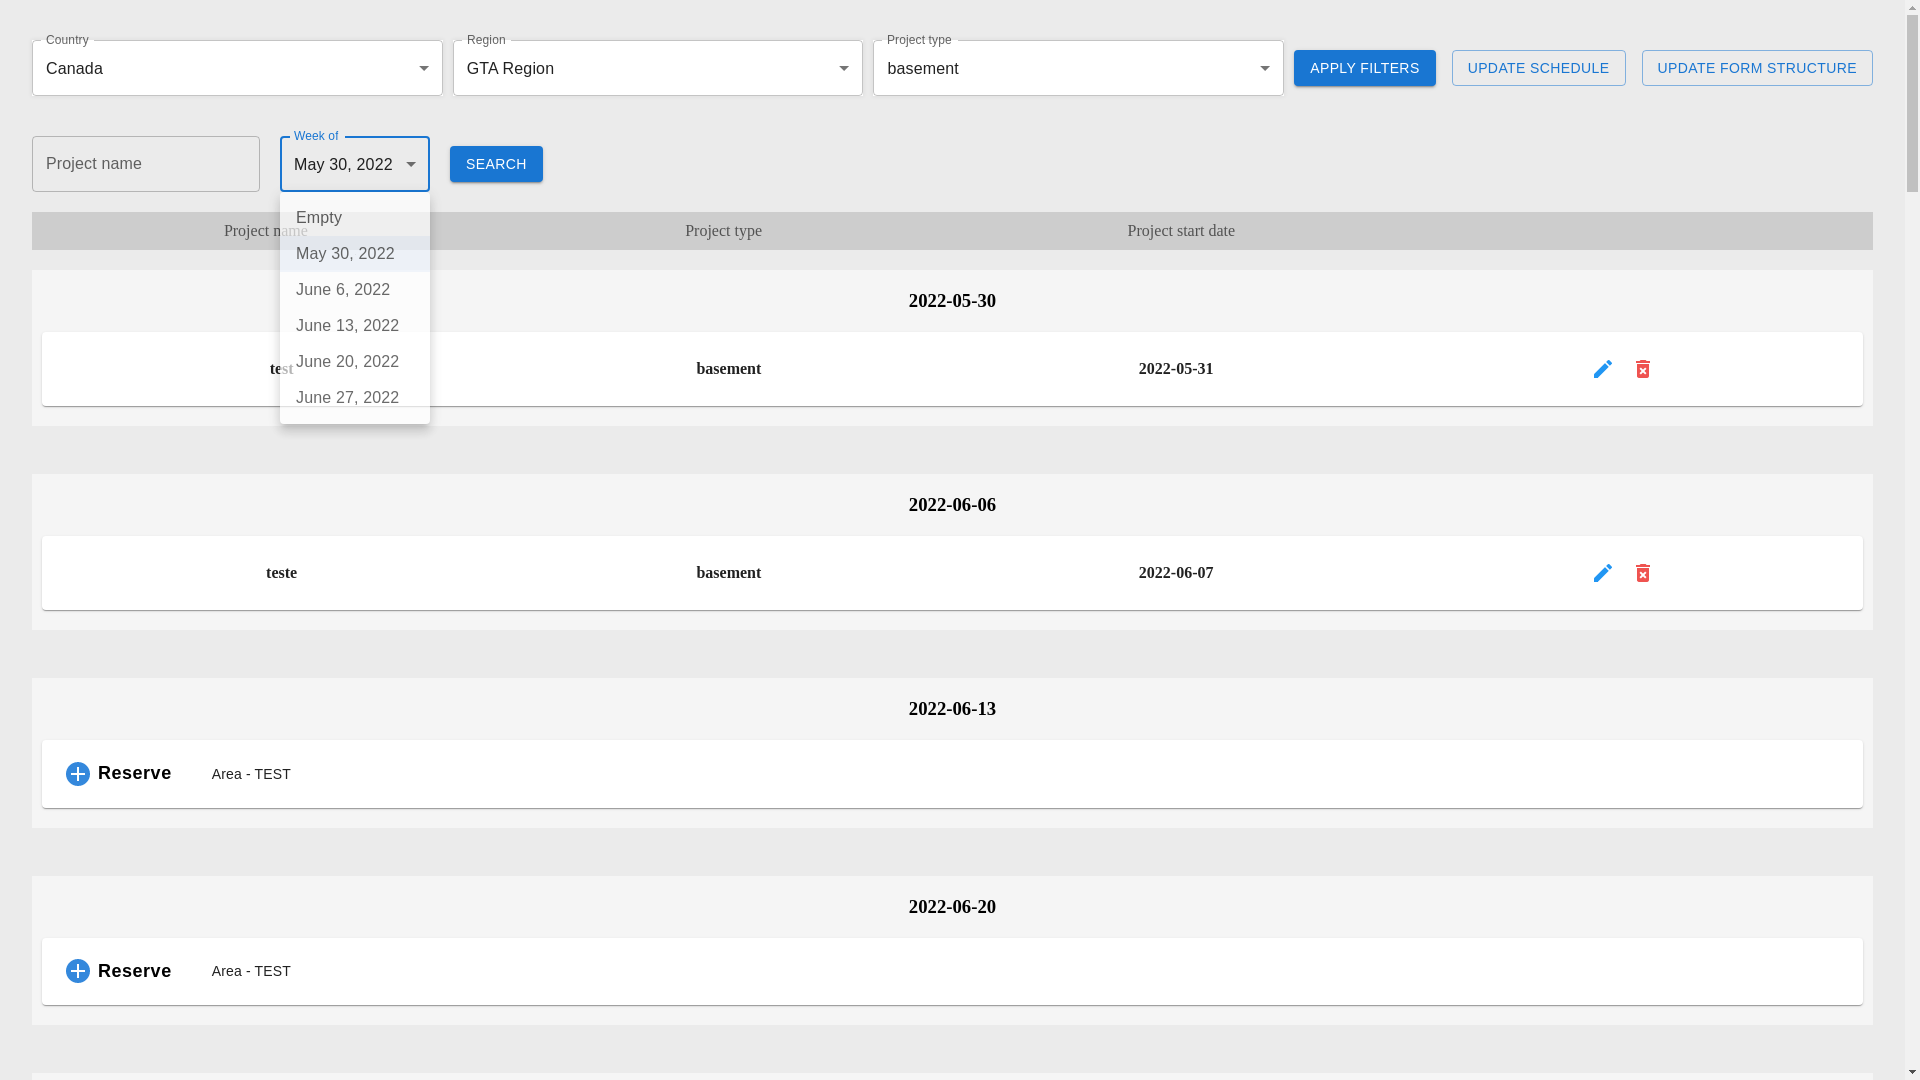 Country
Region
Project type
Canada
GTA Region
basement
APPLY FILTERS
UPDATE SCHEDULE
UPDATE FORM STRUCTURE
Week of
Project name
May 30, 2022
SEARCH
Empty
May 30, 2022
June 6, 2022
June 13, 2022
June 20, 2022
June 27, 2022
Project name
Project type
Project start date
2022-05-30
test
basement
2022-05-31
2022-06-06
teste
basement
2022-06-07
2022-06-13
Reserve
Area - TEST
2022-06-20
Reserve
Area - TEST